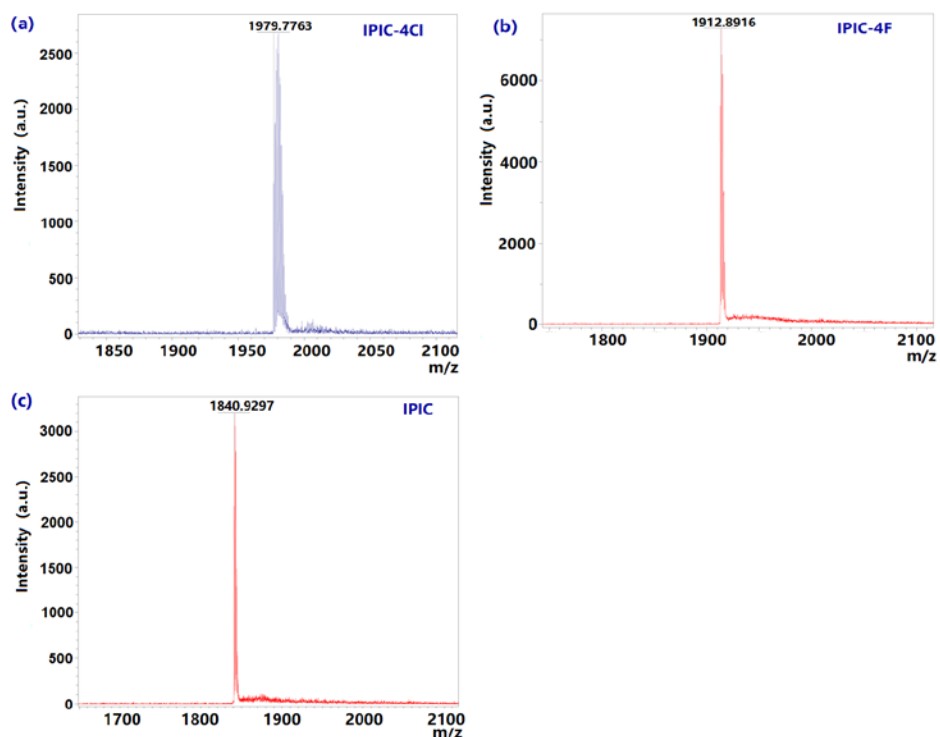 (a)
1979.7763
IPIC-4Cl
Intensity (a.u.)
2500
2000
1500
1000
500
0
1850 1900 1950 2000 2050 2100
m/z
(b)
1912.8916
IPIC-4F
Intensity (a.u.)
6000
4000
2000
0
1800 1900 2000 2100
m/z
(c)
1840.9297
IPIC
Intensity (a.u.)
3000
2500
2000
1500
1000
500
0
1700 1800 1900 2000 2100
m/z